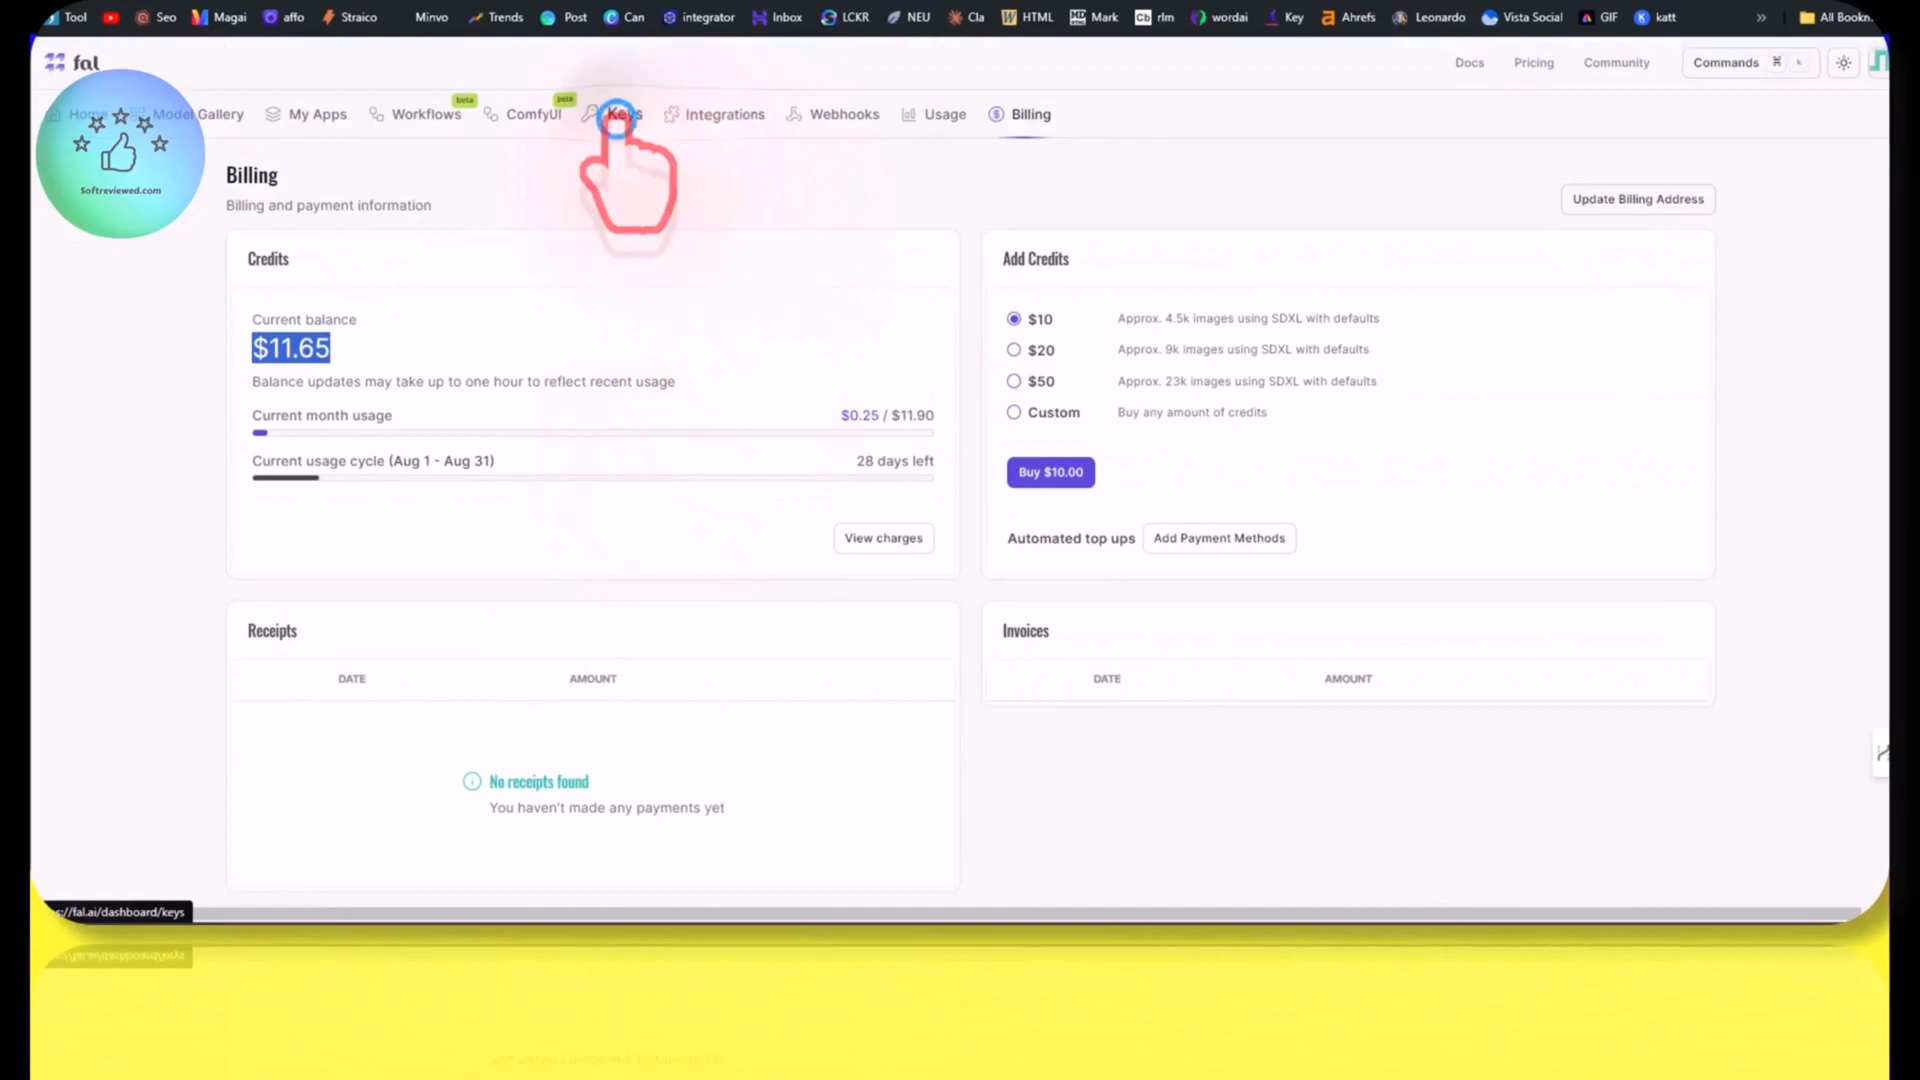 Tool Seo Magai affo Straico Minvo Trends Post Can integrator Inbox LCKR NEU Cla HTML Mark rlm wordai Key Ahrefs Leonardo Vista Social GIF katt » All Bookn
fal Docs Pricing Community Commands ⌘ k
Home Model Gallery My Apps Workflows beta ComfyUI beta Keys Integrations Webhooks Usage Billing
Softreviewed.com
Billing
Billing and payment information
Update Billing Address
Credits
Current balance
$11.65
Balance updates may take up to one hour to reflect recent usage
Current month usage $0.25 / $11.90
Current usage cycle (Aug 1 - Aug 31) 28 days left
View charges
Add Credits
$10 Approx. 4.5k images using SDXL with defaults
$20 Approx. 9k images using SDXL with defaults
$50 Approx. 23k images using SDXL with defaults
Custom Buy any amount of credits
Buy $10.00
Automated top ups Add Payment Methods
Receipts
DATE AMOUNT
No receipts found
You haven't made any payments yet
Invoices
DATE AMOUNT
s://fal.ai/dashboard/keys